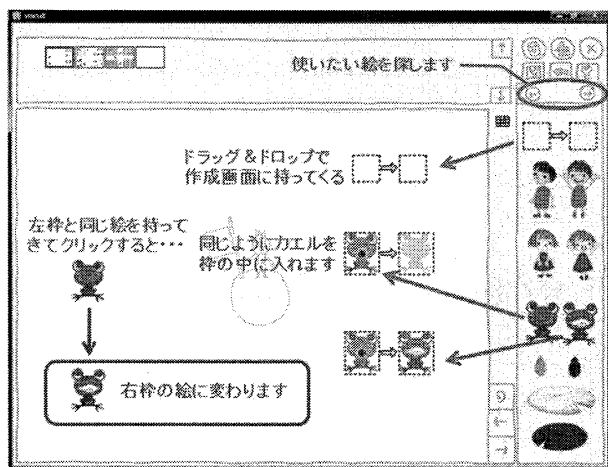 使いたい絵を探します
ドラッグ&ドロップで
作成画面に持ってくる
左枠と同じ絵を持って
きてクリックすると・・・
同じようにカエルを
枠の中に入れます
右枠の絵に変わります